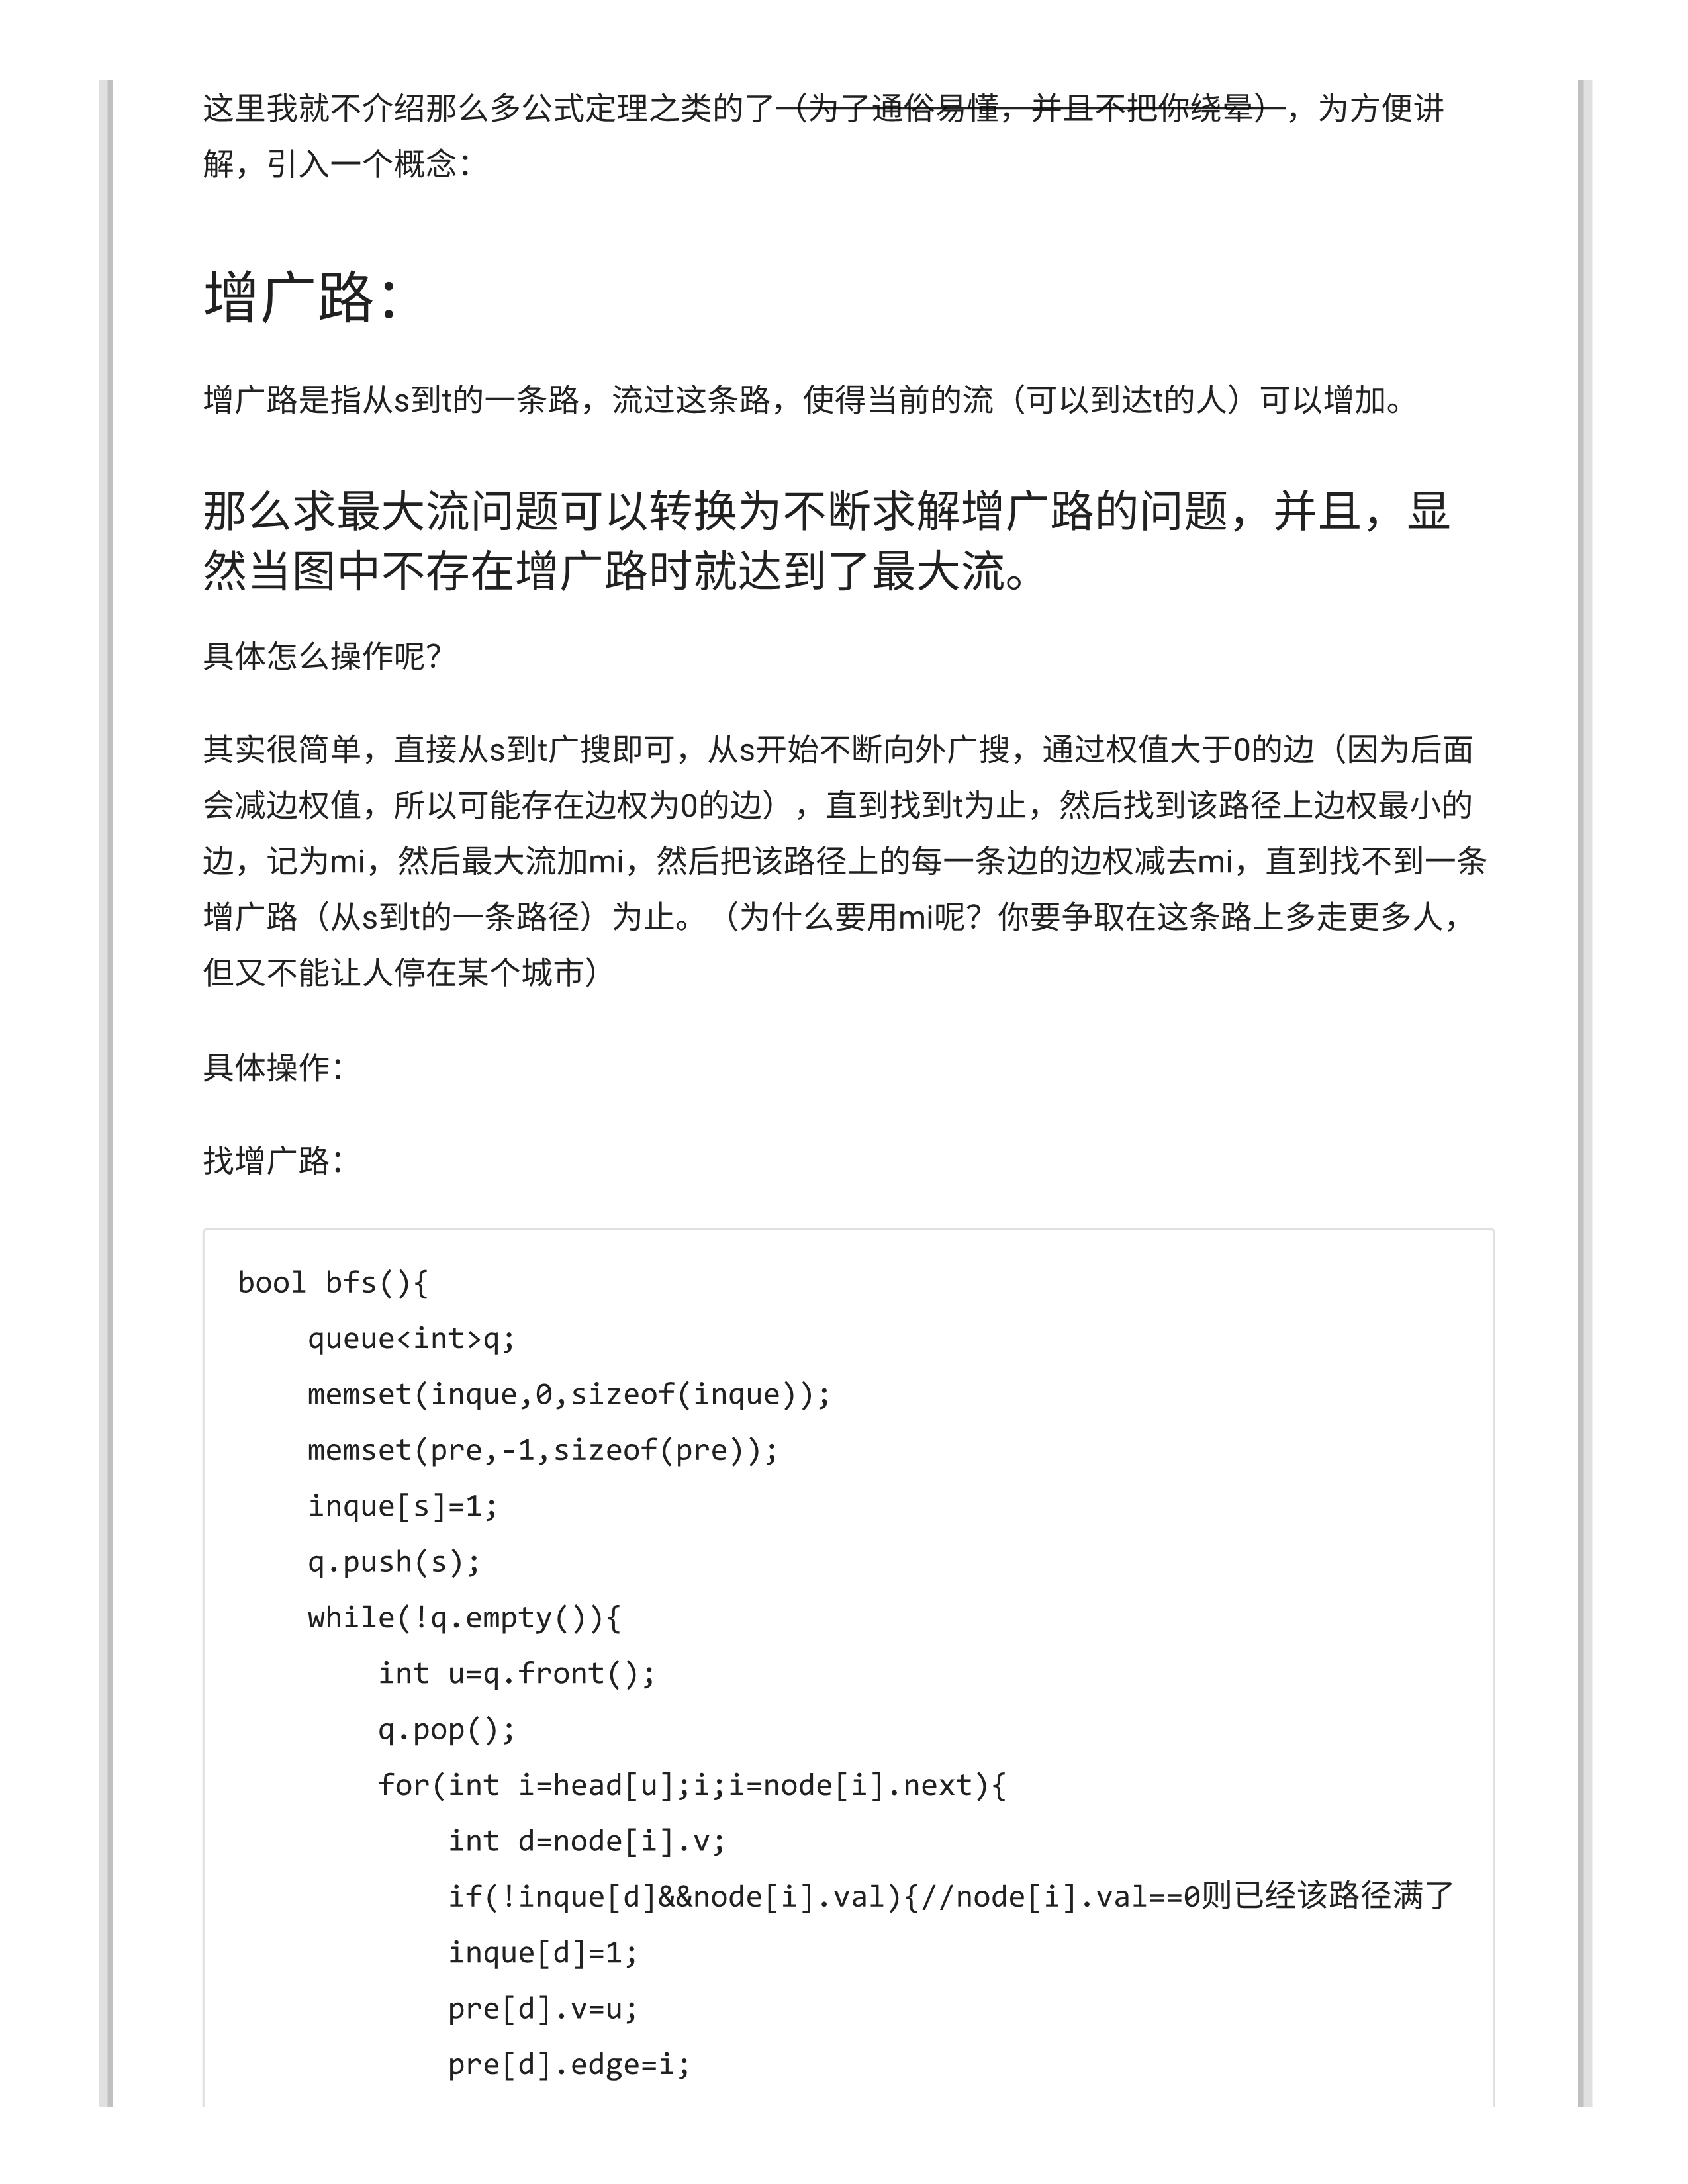 这里我就不介绍那么多公式定理之类的了（为了通俗易懂，并且不把你绕晕），为方便讲
解，引入一个概念：
增广路：
增广路是指从s到t的一条路，流过这条路，使得当前的流（可以到达t的人）可以增加。
那么求最大流问题可以转换为不断求解增广路的问题，并且，显
然当图中不存在增广路时就达到了最大流。
具体怎么操作呢？
其实很简单，直接从s到t广搜即可，从s开始不断向外广搜，通过权值大于0的边（因为后面
会减边权值，所以可能存在边权为0的边），直到找到t为止，然后找到该路径上边权最小的
边，记为mi，然后最大流加mi，然后把该路径上的每一条边的边权减去mi，直到找不到一条
增广路（从s到t的一条路径）为止。（为什么要用mi呢？你要争取在这条路上多走更多人，
但又不能让人停在某个城市）
具体操作：
找增广路：
bool bfs(){
    queue<int>q;
    memset(inque,0,sizeof(inque));
    memset(pre,-1,sizeof(pre));
    inque[s]=1;
    q.push(s);
    while(!q.empty()){
        int u=q.front();
        q.pop();
        for(int i=head[u];i;i=node[i].next){
            int d=node[i].v;
            if(!inque[d]&&node[i].val){//node[i].val==0则已经该路径满了
            inque[d]=1;
            pre[d].v=u;
            pre[d].edge=i;